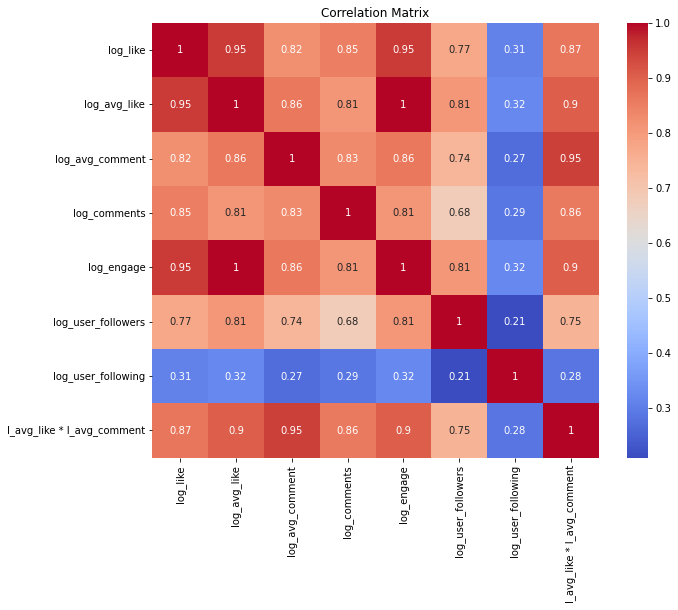 Correlation Matrix
log_like 1 0.95 0.82 0.85 0.95 0.77 0.31 0.87
log_avg_like 0.95 1 0.86 0.81 1 0.81 0.32 0.9
log_avg_comment 0.82 0.86 1 0.83 0.86 0.74 0.27 0.95
log_comments 0.85 0.81 0.83 1 0.81 0.68 0.29 0.86
log_engage 0.95 1 0.86 0.81 1 0.81 0.32 0.9
log_user_followers 0.77 0.81 0.74 0.68 0.81 1 0.21 0.75
log_user_following 0.31 0.32 0.27 0.29 0.32 0.21 1 0.28
l_avg_like * l_avg_comment 0.87 0.9 0.95 0.86 0.9 0.75 0.28 1
log_like
log_avg_like
log_avg_comment
log_comments
log_engage
log_user_followers
log_user_following
l_avg_like * l_avg_comment
1.0
0.9
0.8
0.7
0.6
0.5
0.4
0.3